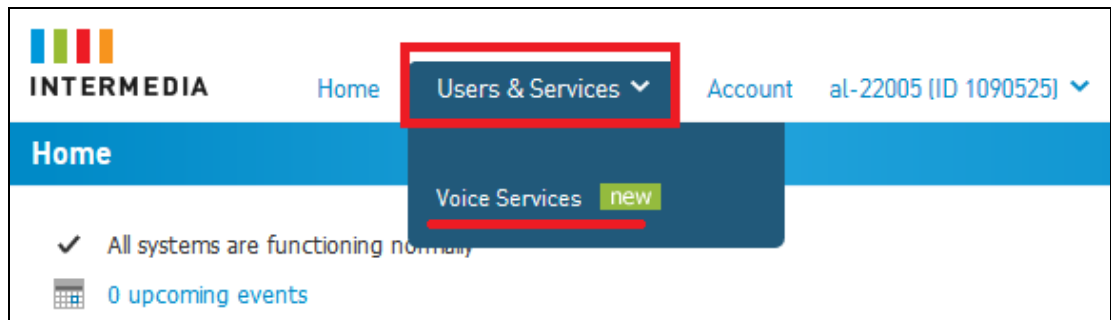 INTERMEDIA
Home Users & Services Account al-22005 (ID 1090525)
Home
Voice Services new
All systems are functioning normally
0 upcoming events